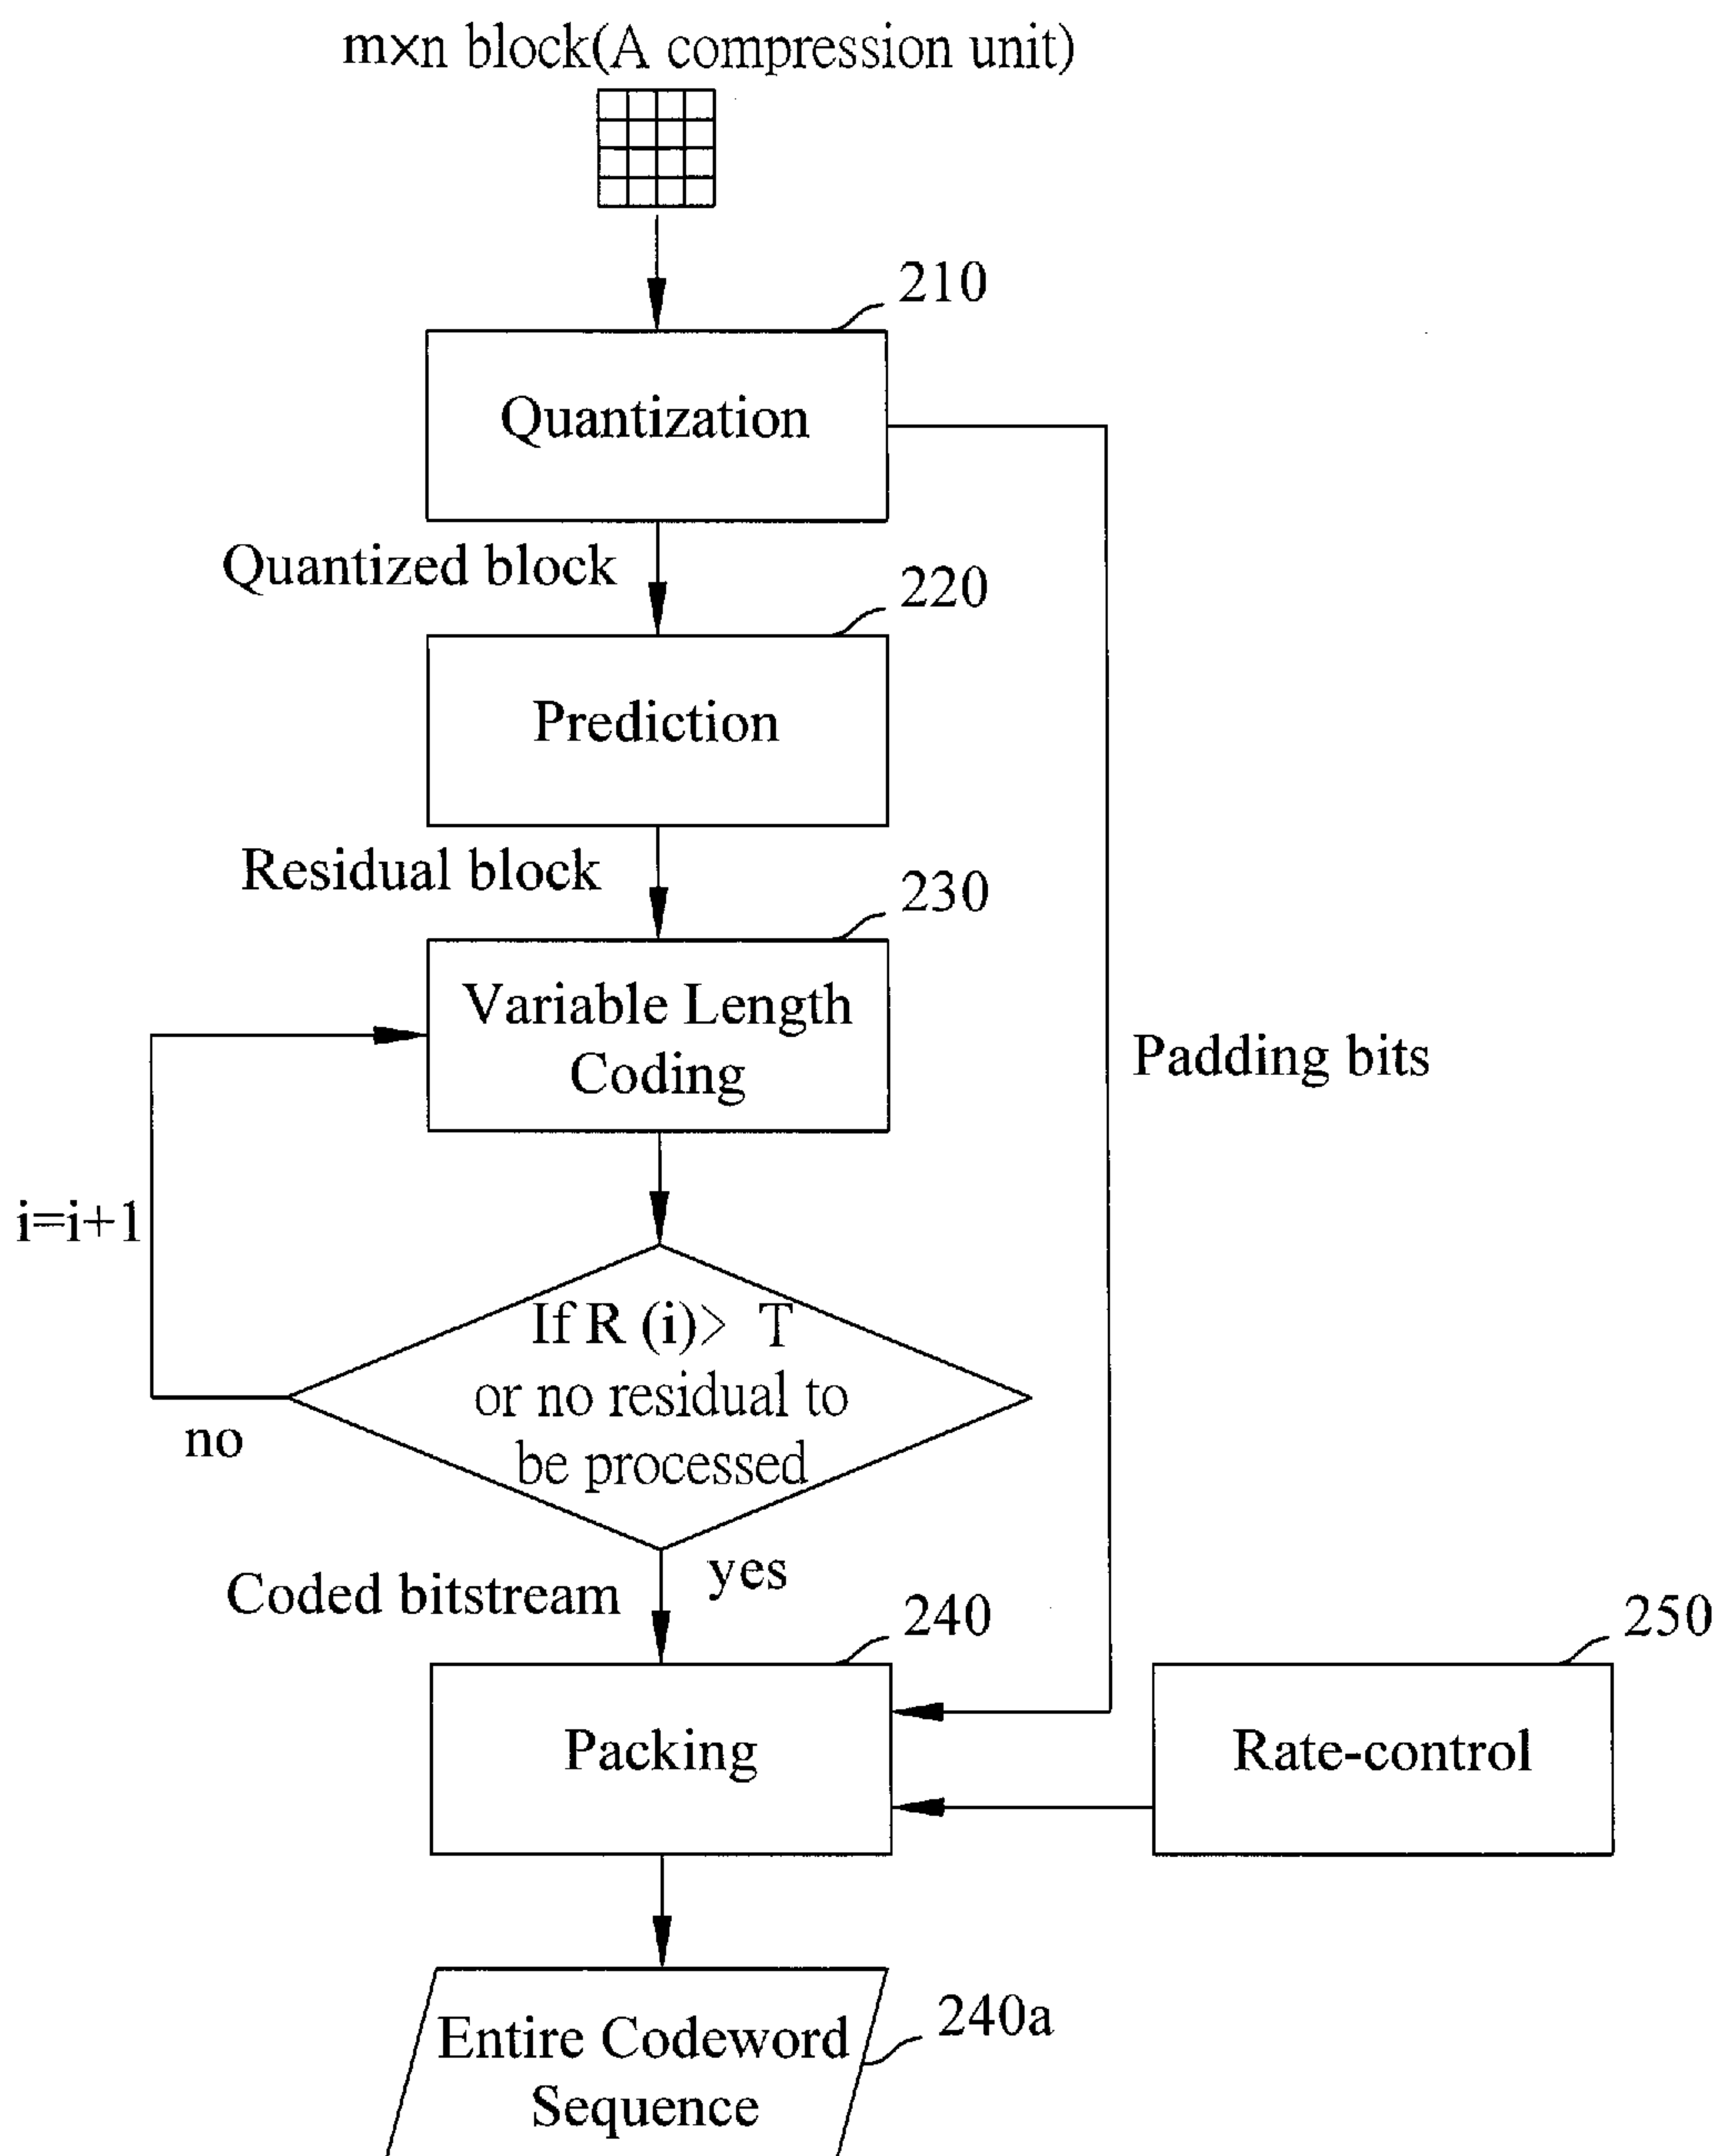 m×n block(A compression unit)
210
Quantization
Quantized block
220
Prediction
Residual block
230
Variable Length
Coding
Padding bits
i=i+1
If R (i)> T
or no residual to
be processed
no
yes
Coded bitstream
240
250
Packing
Rate-control
240a
Entire Codeword
Sequence